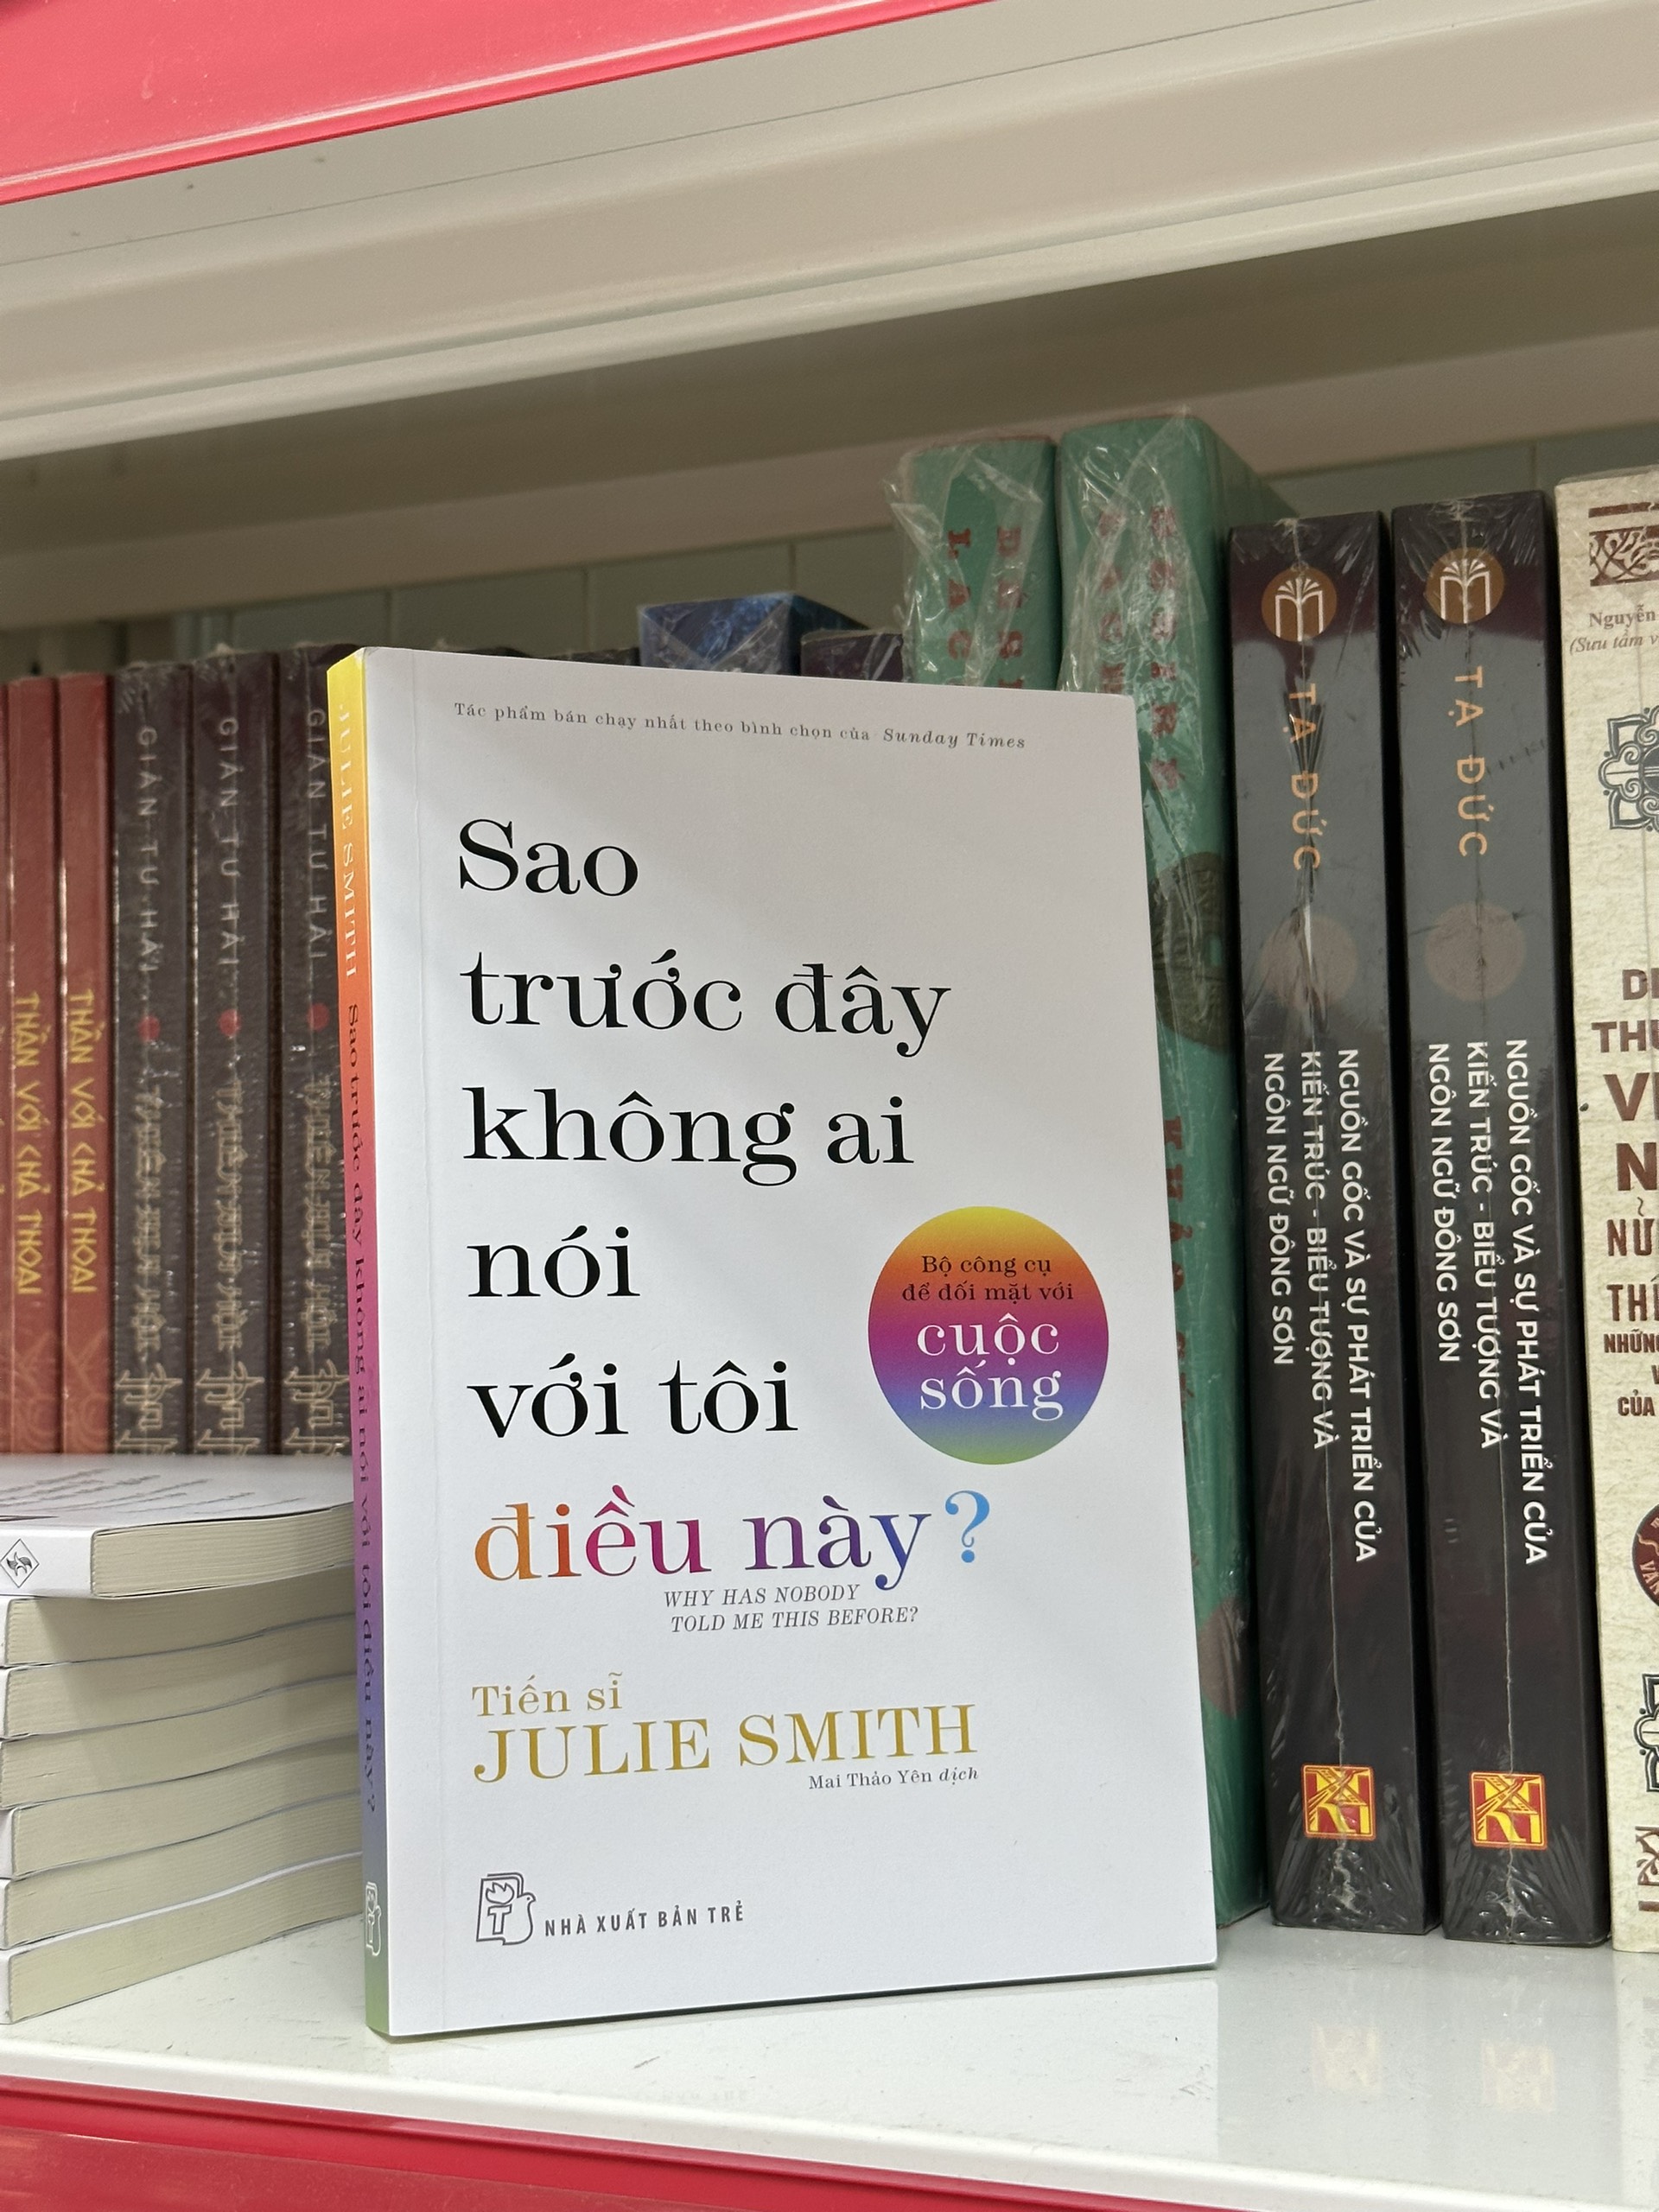 Tác phẩm bán chạy nhất theo bình chọn của Sunday Times
Sao
trước đây
không ai
nói
với tôi
điều này?
WHY HAS NOBODY
TOLD ME THIS BEFORE?
Bộ công cụ
để đối mặt với
cuộc
sống
Tiến sĩ
JULIE SMITH
Mai Thảo Yên dịch
NHÀ XUẤT BẢN TRẺ
JULIE SMITH Sao trước đây không ai nói với tôi điều này?
THẦN VỚI CHẢ THOẠI
THẦN VỚI CHẢ THOẠI
GIẢN TƯ HẢI
GIẢN TƯ HẢI
GIẢN TƯ HẢI
TẠ ĐỨC
NGUỒN GỐC VÀ SỰ PHÁT TRIỂN CỦA
KIẾN TRÚC - BIỂU TƯỢNG VÀ
NGÔN NGỮ ĐÔNG SƠN
TẠ ĐỨC
NGUỒN GỐC VÀ SỰ PHÁT TRIỂN CỦA
KIẾN TRÚC - BIỂU TƯỢNG VÀ
NGÔN NGỮ ĐÔNG SƠN
Nguyễn
(Sưu tầm v
NHỮNG
CỦA